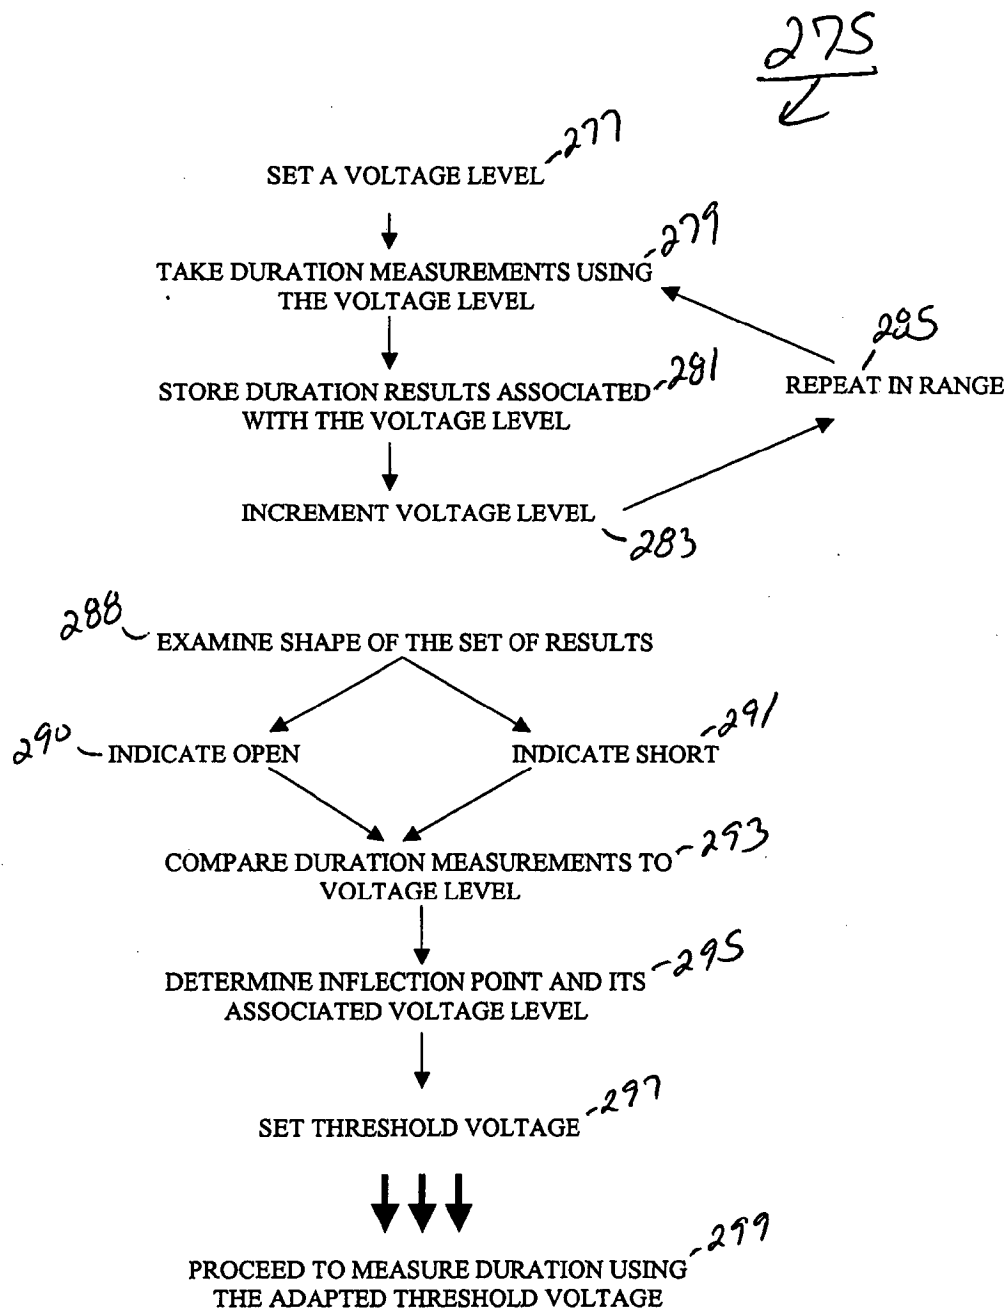 275
SET A VOLTAGE LEVEL 277
TAKE DURATION MEASUREMENTS USING 279
THE VOLTAGE LEVEL
285
STORE DURATION RESULTS ASSOCIATED 281
WITH THE VOLTAGE LEVEL
REPEAT IN RANGE
INCREMENT VOLTAGE LEVEL
283
288 EXAMINE SHAPE OF THE SET OF RESULTS
290 INDICATE OPEN
INDICATE SHORT 291
COMPARE DURATION MEASUREMENTS TO 293
VOLTAGE LEVEL
DETERMINE INFLECTION POINT AND ITS 295
ASSOCIATED VOLTAGE LEVEL
SET THRESHOLD VOLTAGE 297
PROCEED TO MEASURE DURATION USING 299
THE ADAPTED THRESHOLD VOLTAGE